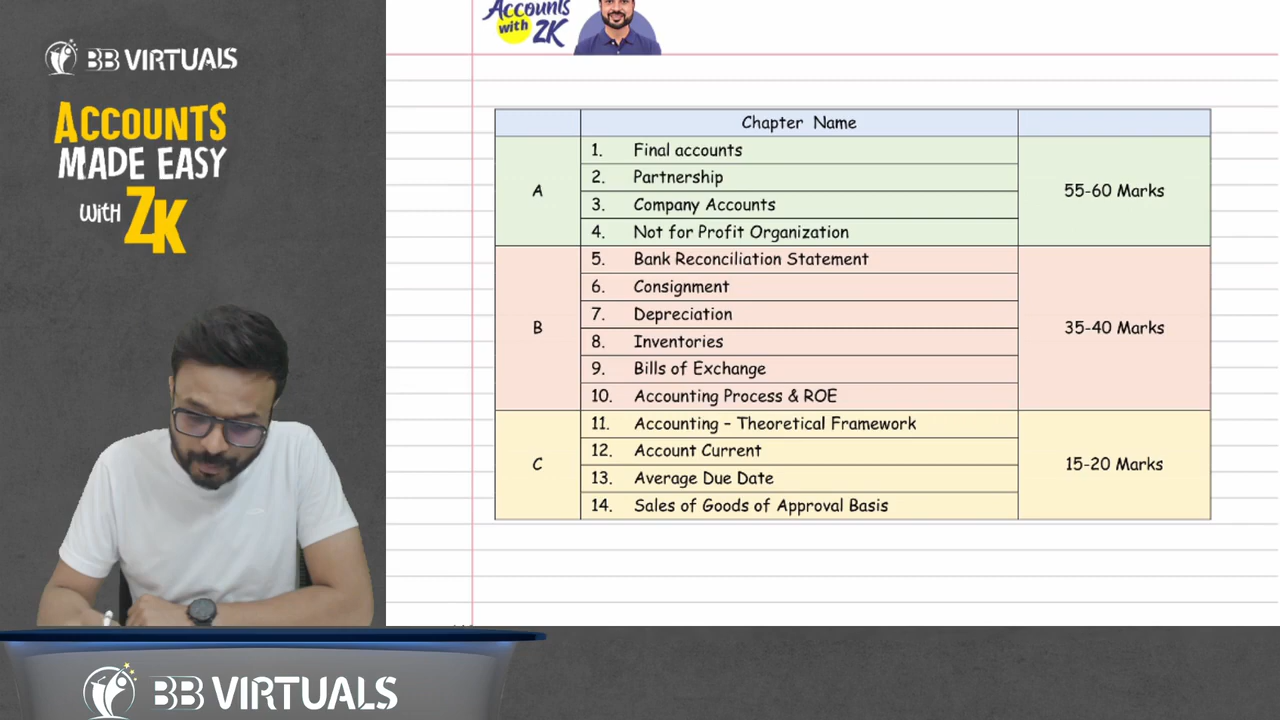 BB VIRTUALS
ACCOUNTS
MADE EASY
WITH ZK
Accounts
with ZK
Chapter Name
A
1. Final accounts
2. Partnership
3. Company Accounts
4. Not for Profit Organization
55-60 Marks
B
5. Bank Reconciliation Statement
6. Consignment
7. Depreciation
8. Inventories
9. Bills of Exchange
10. Accounting Process & ROE
35-40 Marks
C
11. Accounting – Theoretical Framework
12. Account Current
13. Average Due Date
14. Sales of Goods of Approval Basis
15-20 Marks
BB VIRTUALS